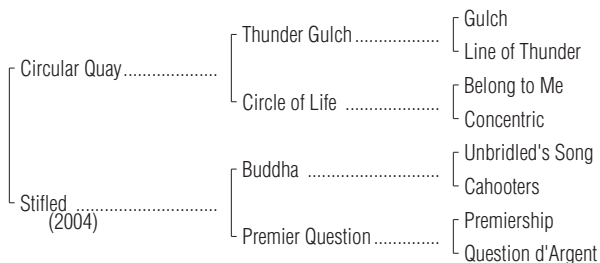 Gulch
Thunder Gulch..................
Line of Thunder
Circular Quay....................
Belong to Me
Circle of Life ....................
Concentric
Unbridled's Song
Buddha ............................
Cahooters
Stifled ..............................
(2004)
Premiership
Premier Question..............
Question d'Argent